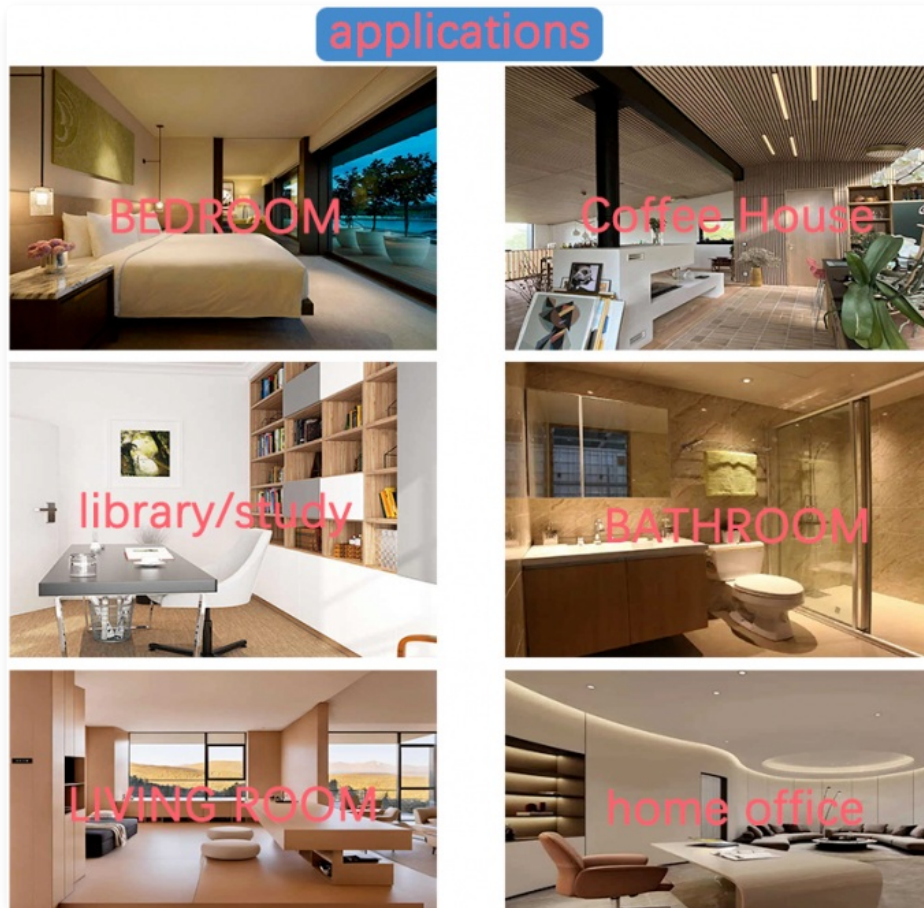 applications
BEDROOM
Coffee House
library/study
BATHROOM
LIVING ROOM
home office